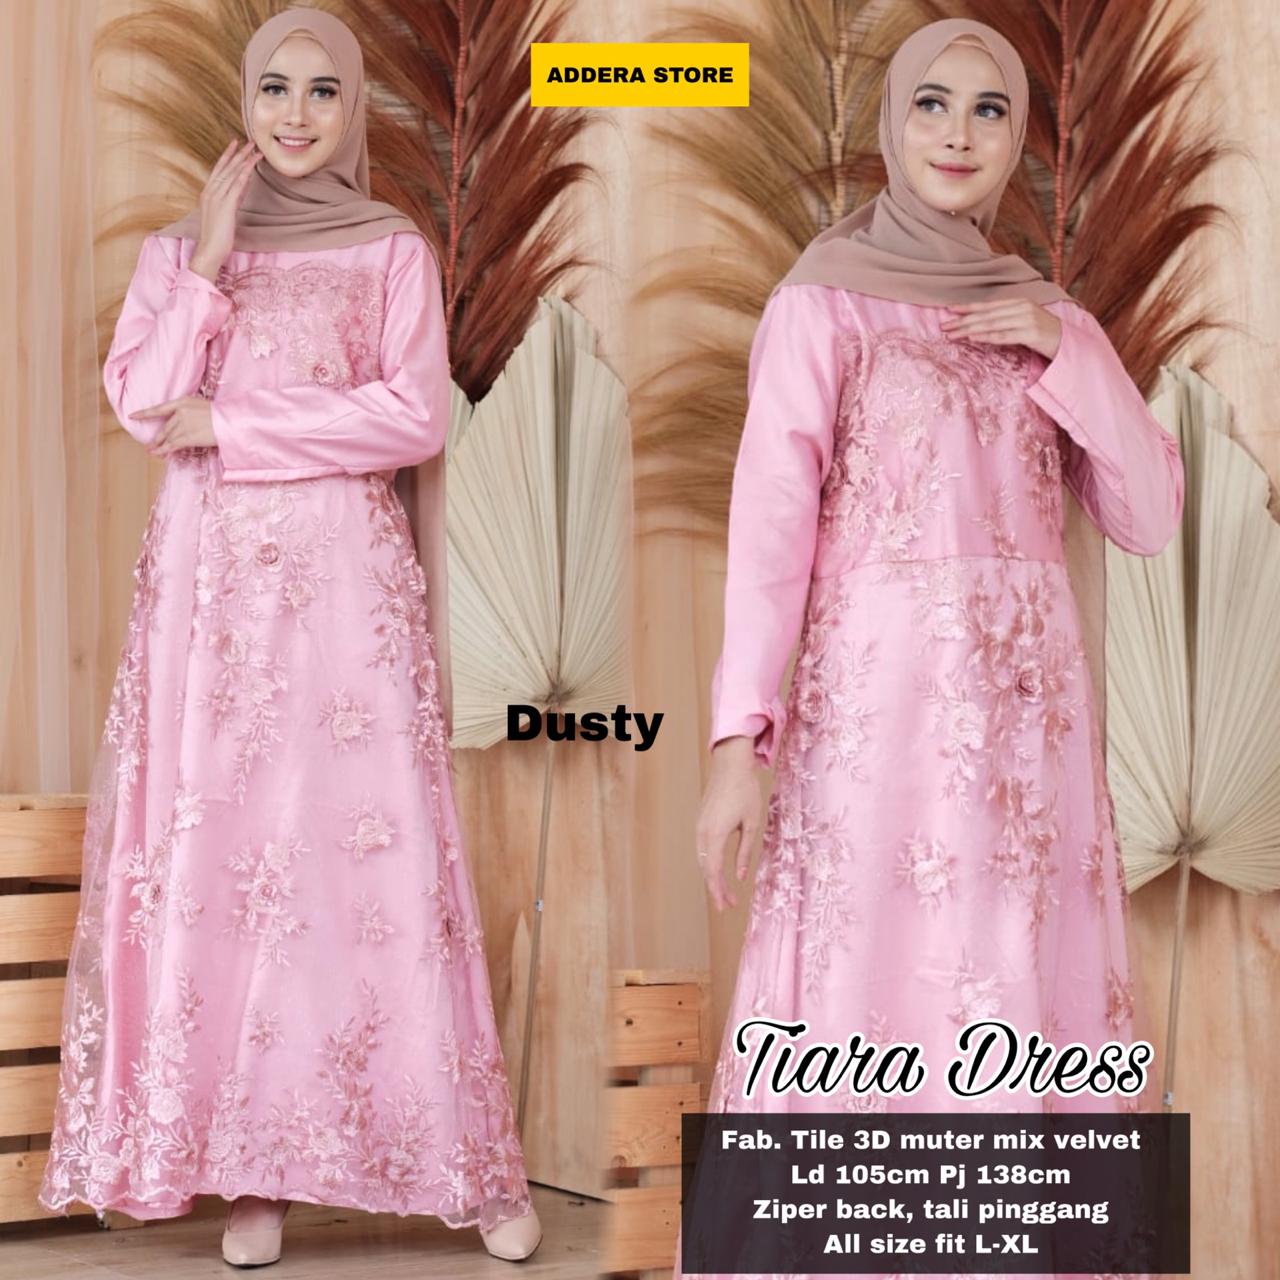 ADDERA STORE
Dusty
Tiara Dress
Fab. Tile 3D muter mix velvet
Ld 105cm Pj 138cm
Ziper back, tali pinggang
All size fit L-XL